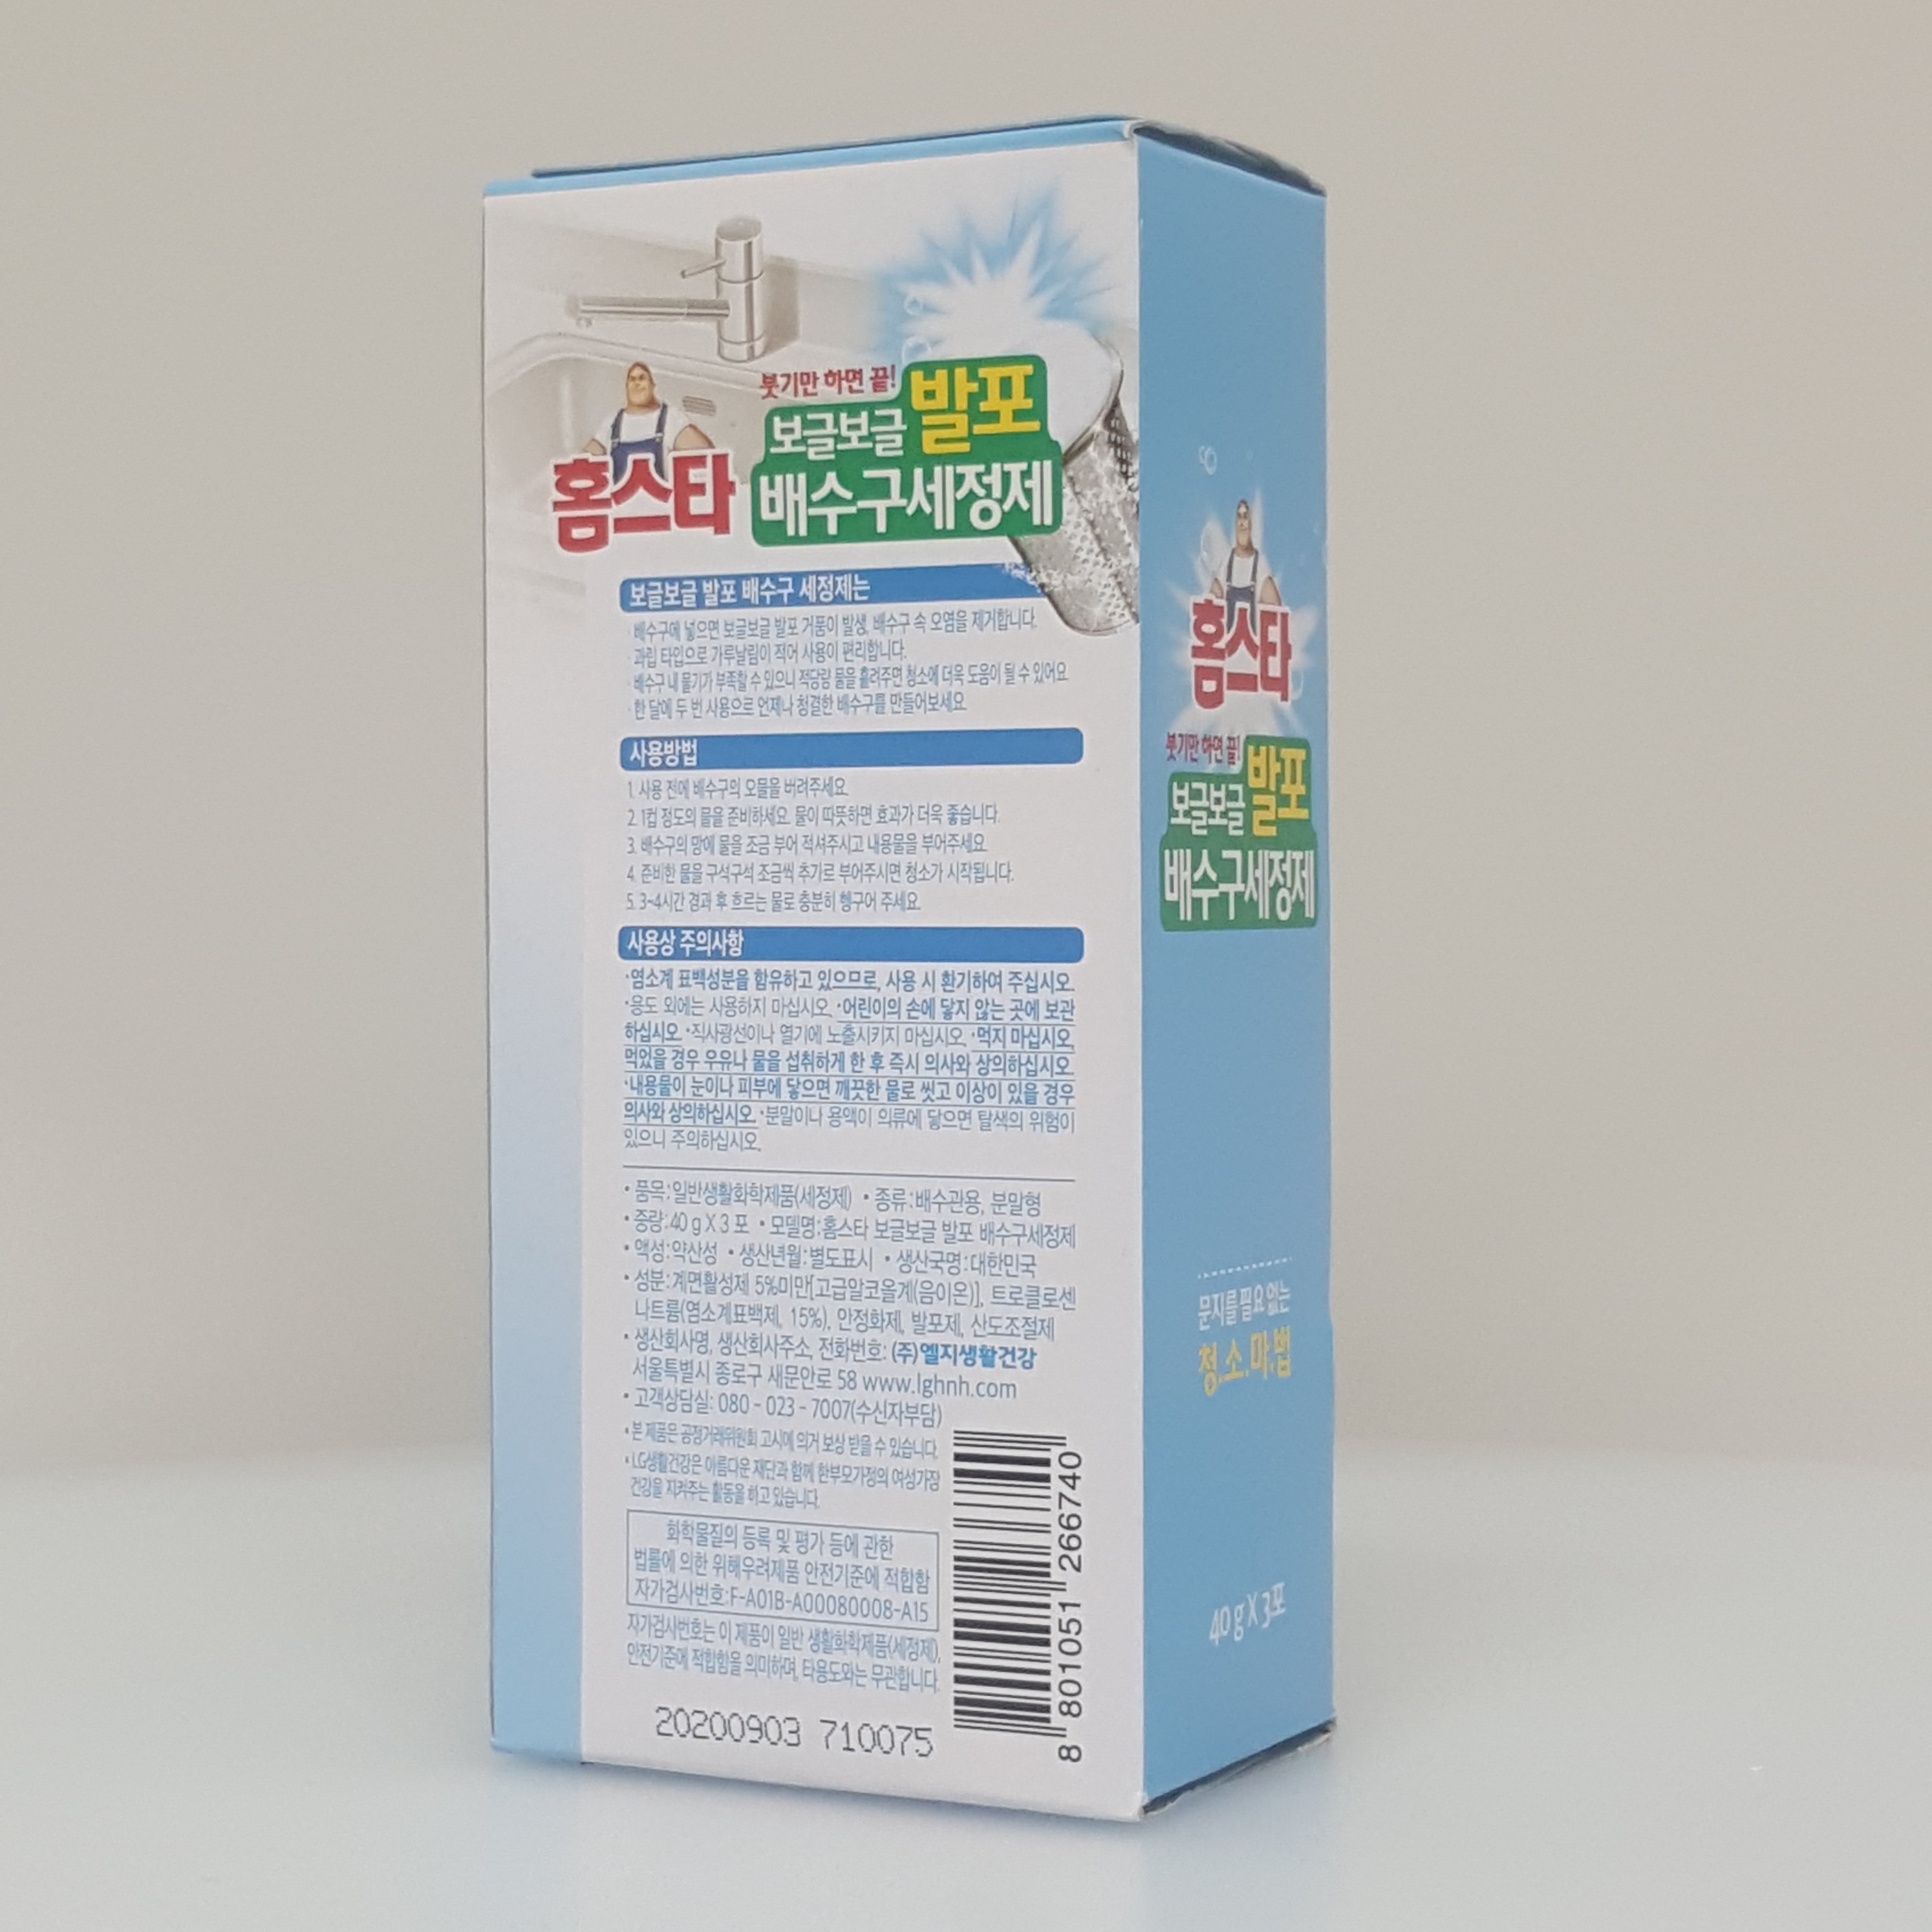 붓기만 하면 끝!
보글보글 발포
홈스타 배수구세정제
보글보글 발포 배수구 세정제는
· 배수구에 넣으면 보글보글 발포 거품이 발생, 배수구 속 오염을 제거합니다.
· 과립 타입으로 가루날림이 적어 사용이 편리합니다.
· 배수구 내 물기가 부족할 수 있으니 적당량 물을 흘려주면 청소에 더욱 도움이 될 수 있어요
· 한 달에 두 번 사용으로 언제나 청결한 배수구를 만들어보세요
사용방법
1. 사용 전에 배수구의 오물을 버려주세요.
2. 1컵 정도의 물을 준비하세요. 물이 따뜻하면 효과가 더욱 좋습니다.
3. 배수구의 망에 물을 조금 부어 적셔주시고 내용물을 부어주세요.
4. 준비한 물을 구석구석 조금씩 추가로 부어주시면 청소가 시작됩니다.
5. 3~4시간 경과 후 흐르는 물로 충분히 헹구어 주세요.
사용상 주의사항
·염소계 표백성분을 함유하고 있으므로, 사용 시 환기하여 주십시오.
·용도 외에는 사용하지 마십시오. ·어린이의 손에 닿지 않는 곳에 보관
하십시오. ·직사광선이나 열기에 노출시키지 마십시오. ·먹지 마십시오.
먹었을 경우 우유나 물을 섭취하게 한 후 즉시 의사와 상의하십시오.
·내용물이 눈이나 피부에 닿으면 깨끗한 물로 씻고 이상이 있을 경우
의사와 상의하십시오. ·분말이나 용액이 의류에 닿으면 탈색의 위험이
있으니 주의하십시오.
• 품목:일반생활화학제품(세정제) • 종류:배수관용, 분말형
• 중량:40 g X 3 포 • 모델명:홈스타 보글보글 발포 배수구세정제
• 액성:약산성 • 생산년월:별도표시 • 생산국명:대한민국
• 성분:계면활성제 5%미만[고급알코올계(음이온)], 트로클로센
나트륨(염소계표백제, 15%), 안정화제, 발포제, 산도조절제
• 생산회사명, 생산회사주소, 전화번호: (주)엘지생활건강
서울특별시 종로구 새문안로 58 www.lghnh.com
• 고객상담실: 080 - 023 - 7007(수신자부담)
• 본 제품은 공정거래위원회 고시에 의거 보상 받을 수 있습니다.
• LG생활건강은 아름다운 재단과 함께 한부모가정의 여성가장
건강을 지켜주는 활동을 하고 있습니다.
화학물질의 등록 및 평가 등에 관한
법률에 의한 위해우려제품 안전기준에 적합함
자가검사번호:F-A01B-A00080008-A15
자가검사번호는 이 제품이 일반 생활화학제품(세정제),
안전기준에 적합함을 의미하며, 타용도와는 무관합니다.
20200903 710075
8 801051 266740
홈스타
붓기만 하면 끝!
보글보글 발포
배수구세정제
문지를 필요 없는
청.소.마.법
40 g X 3포